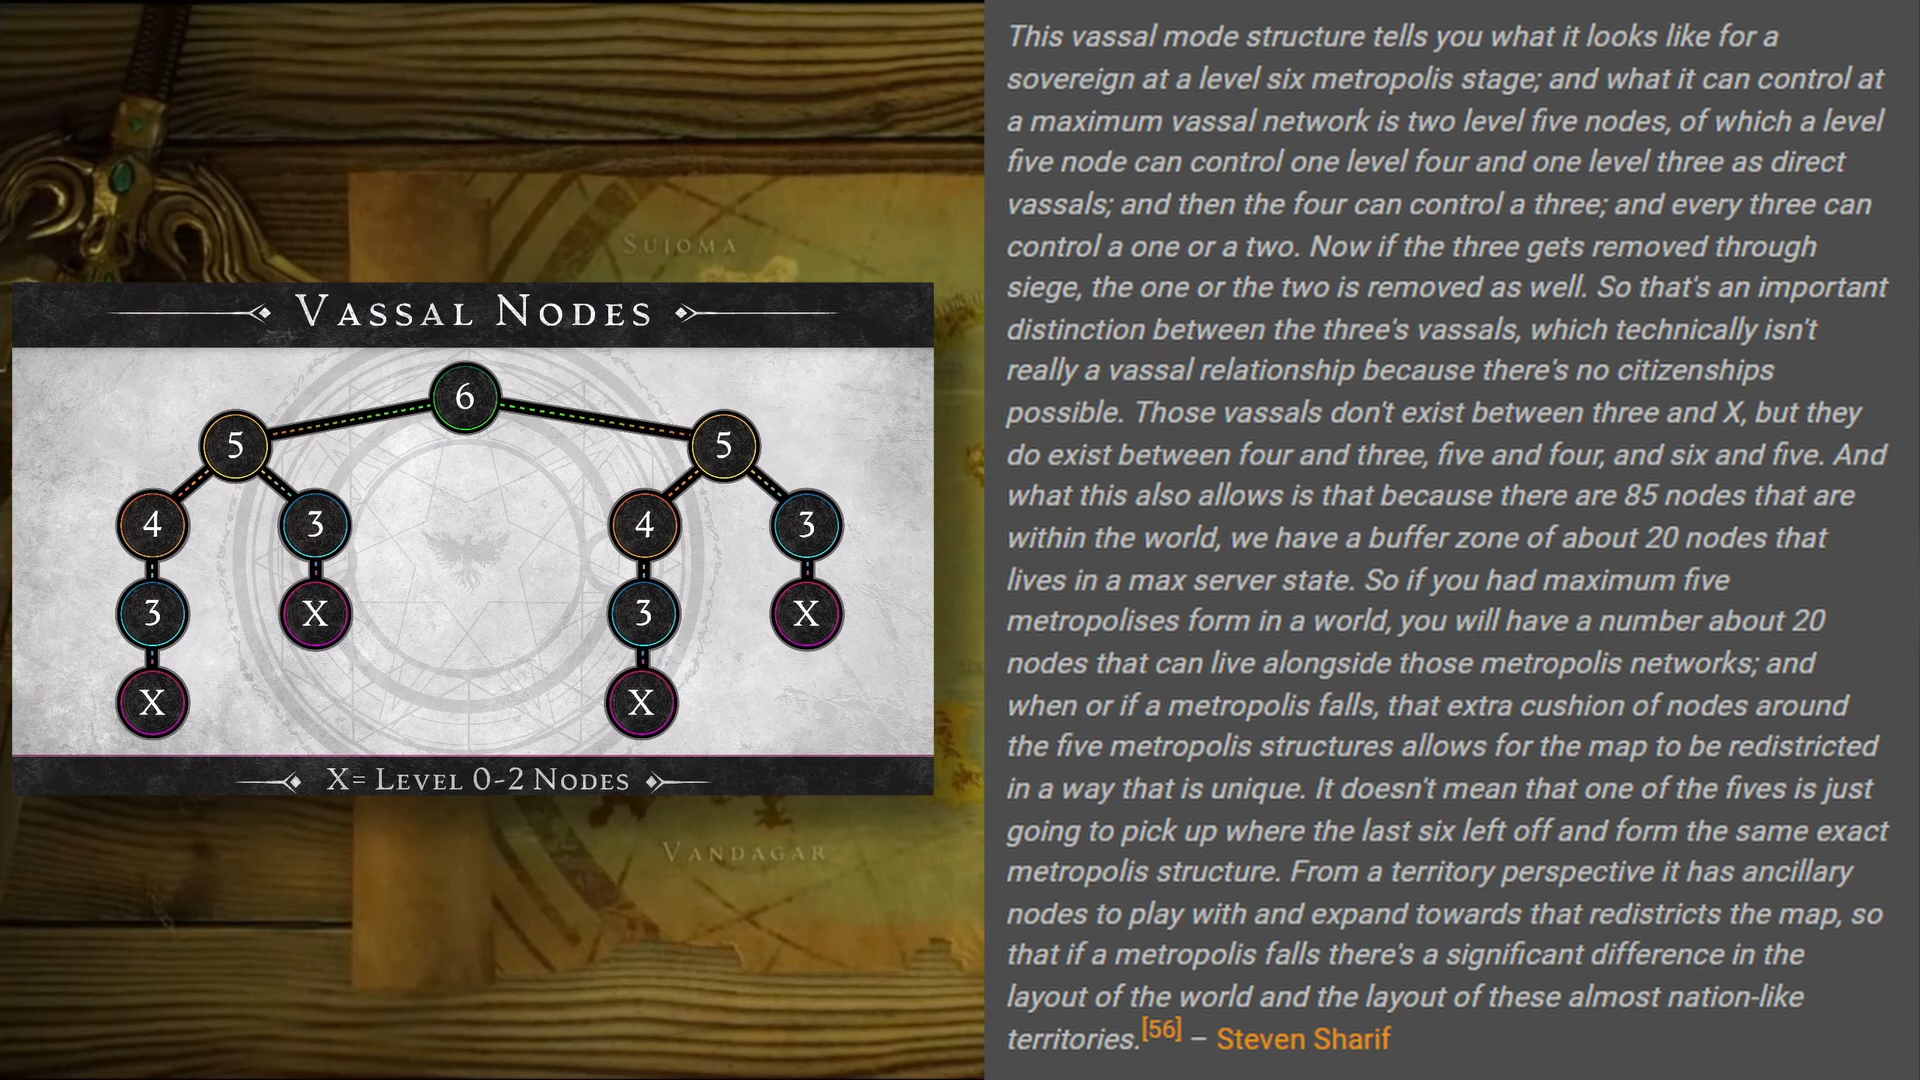 SUJOMA
VASSAL NODES
6
5 5
4 3 4 3
3 X 3 X
X X
X= LEVEL 0-2 NODES
VANDAGAR
This vassal mode structure tells you what it looks like for a
sovereign at a level six metropolis stage; and what it can control at
a maximum vassal network is two level five nodes, of which a level
five node can control one level four and one level three as direct
vassals; and then the four can control a three; and every three can
control a one or a two. Now if the three gets removed through
siege, the one or the two is removed as well. So that's an important
distinction between the three's vassals, which technically isn't
really a vassal relationship because there's no citizenships
possible. Those vassals don't exist between three and X, but they
do exist between four and three, five and four, and six and five. And
what this also allows is that because there are 85 nodes that are
within the world, we have a buffer zone of about 20 nodes that
lives in a max server state. So if you had maximum five
metropolises form in a world, you will have a number about 20
nodes that can live alongside those metropolis networks; and
when or if a metropolis falls, that extra cushion of nodes around
the five metropolis structures allows for the map to be redistricted
in a way that is unique. It doesn't mean that one of the fives is just
going to pick up where the last six left off and form the same exact
metropolis structure. From a territory perspective it has ancillary
nodes to play with and expand towards that redistricts the map, so
that if a metropolis falls there's a significant difference in the
layout of the world and the layout of these almost nation-like
territories.[56] – Steven Sharif